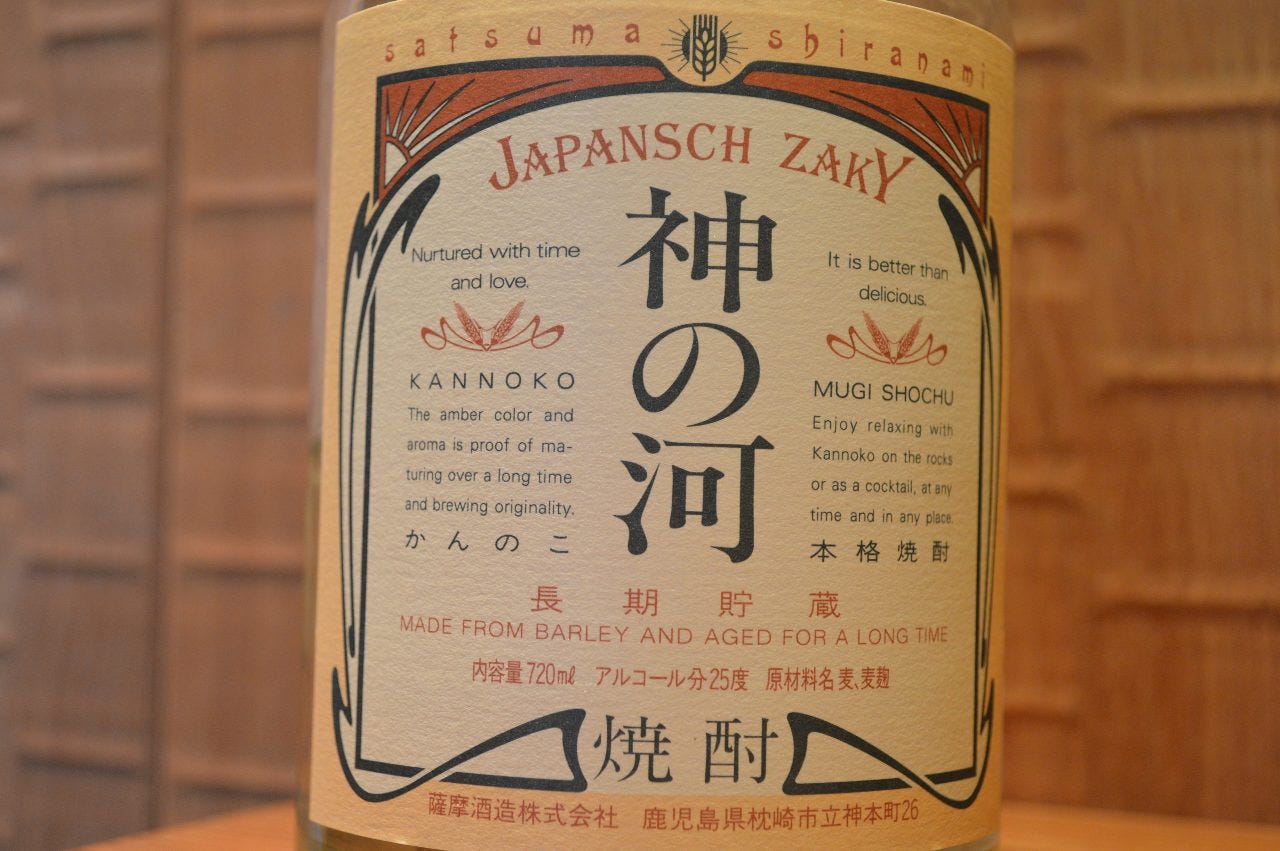 satsuma shiranami
JAPANSCH ZAKY
神の河
Nurtured with time
and love.
KANNOKO
The amber color and
aroma is proof of ma-
turing over a long time
and brewing originality.
かんのこ
It is better than
delicious.
MUGI SHOCHU
Enjoy relaxing with
Kannoko on the rocks
or as a cocktail, at any
time and in any place.
本格焼酎
長期貯蔵
MADE FROM BARLEY AND AGED FOR A LONG TIME
内容量720ml アルコール分25度 原材料名麦、麦麹
焼酎
薩摩酒造株式会社 鹿児島県枕崎市立神本町26